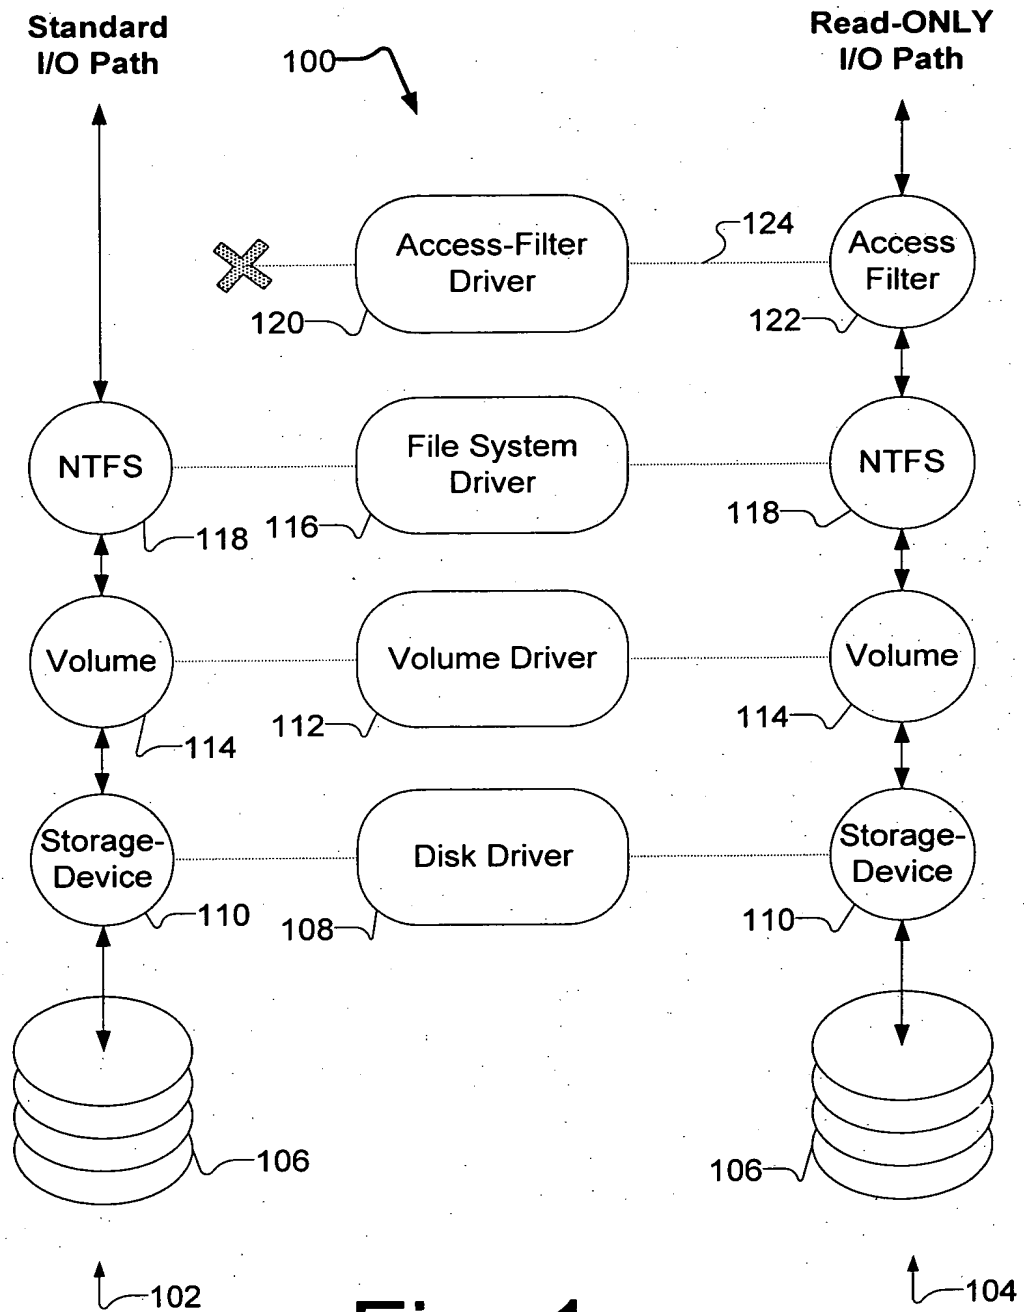 Standard
I/O Path
Read-ONLY
I/O Path
100
Access-Filter
Driver
124
Access
Filter
120
122
NTFS
File System
Driver
NTFS
118
116
118
Volume
Volume Driver
Volume
114
112
114
Storage-
Device
Disk Driver
Storage-
Device
110
108
110
106
106
102
104